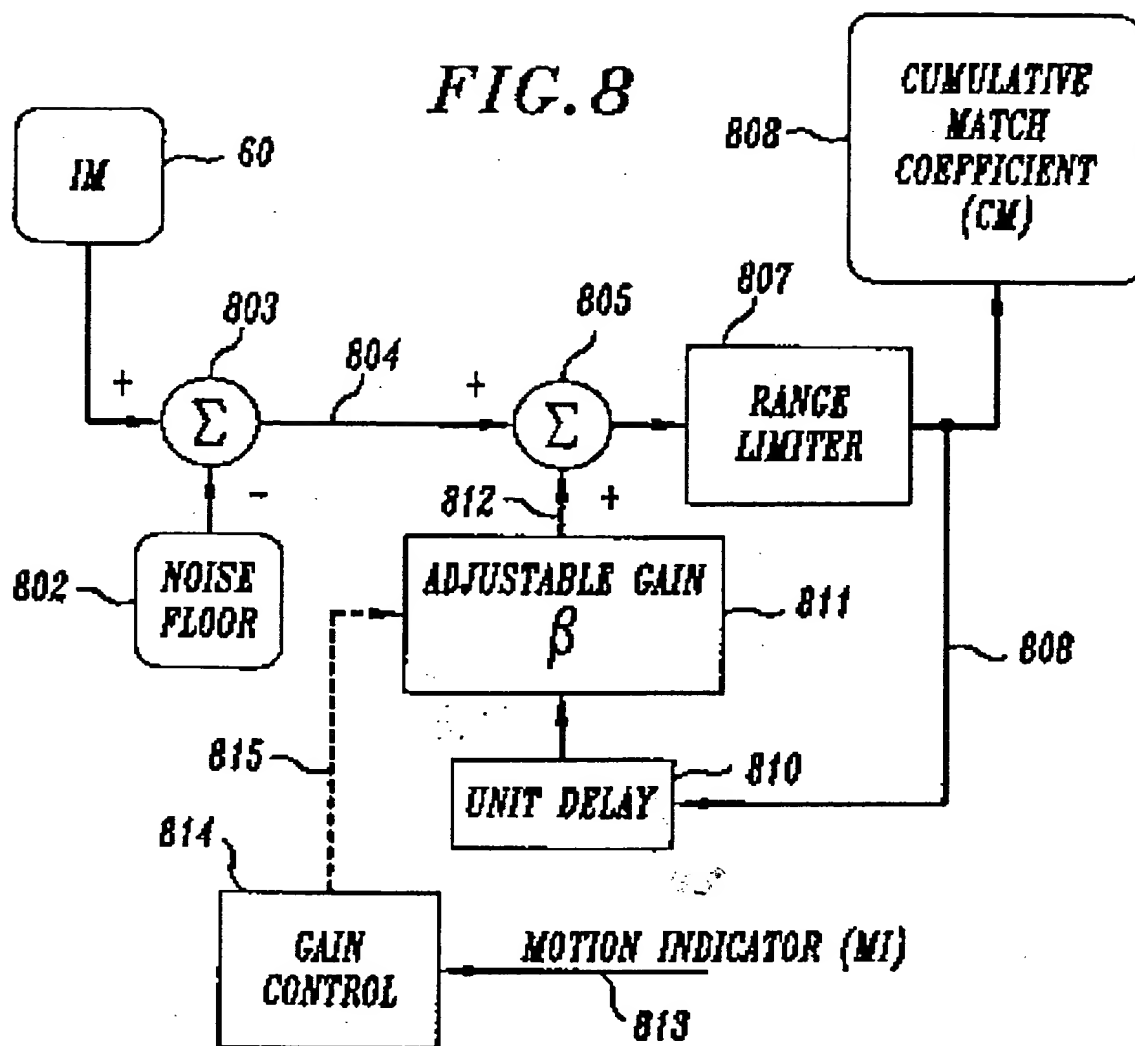 FIG. 8
IM
60
CUMULATIVE
MATCH
COEFFICIENT
(CM)
808
803
805
807
804
+
Σ
+
Σ
RANGE
LIMITER
-
+
812
NOISE
FLOOR
802
ADJUSTABLE GAIN
β
811
808
815
UNIT DELAY
810
814
GAIN
CONTROL
MOTION INDICATOR (MI)
813